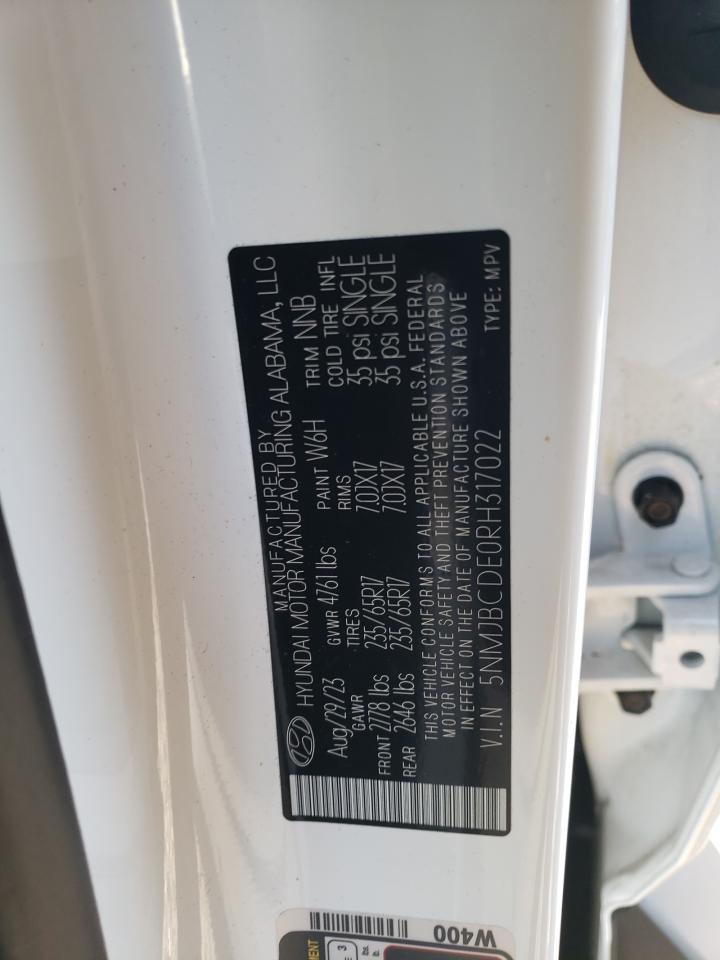 MANUFACTURED BY
HYUNDAI MOTOR MANUFACTURING ALABAMA, LLC
Aug/29/23 GVWR 4761 lbs PAINT W6H TRIM NNB
GAWR TIRES RIMS COLD TIRE INFL
FRONT 2778 lbs 235/65R17 7.0JX17 35 psi SINGLE
REAR 2646 lbs 235/65R17 7.0JX17 35 psi SINGLE
THIS VEHICLE CONFORMS TO ALL APPLICABLE U.S.A. FEDERAL
MOTOR VEHICLE SAFETY AND THEFT PREVENTION STANDARDS
IN EFFECT ON THE DATE OF MANUFACTURE SHOWN ABOVE
V.I.N 5NMJBCDE0RH317022 TYPE: MPV
W400
3